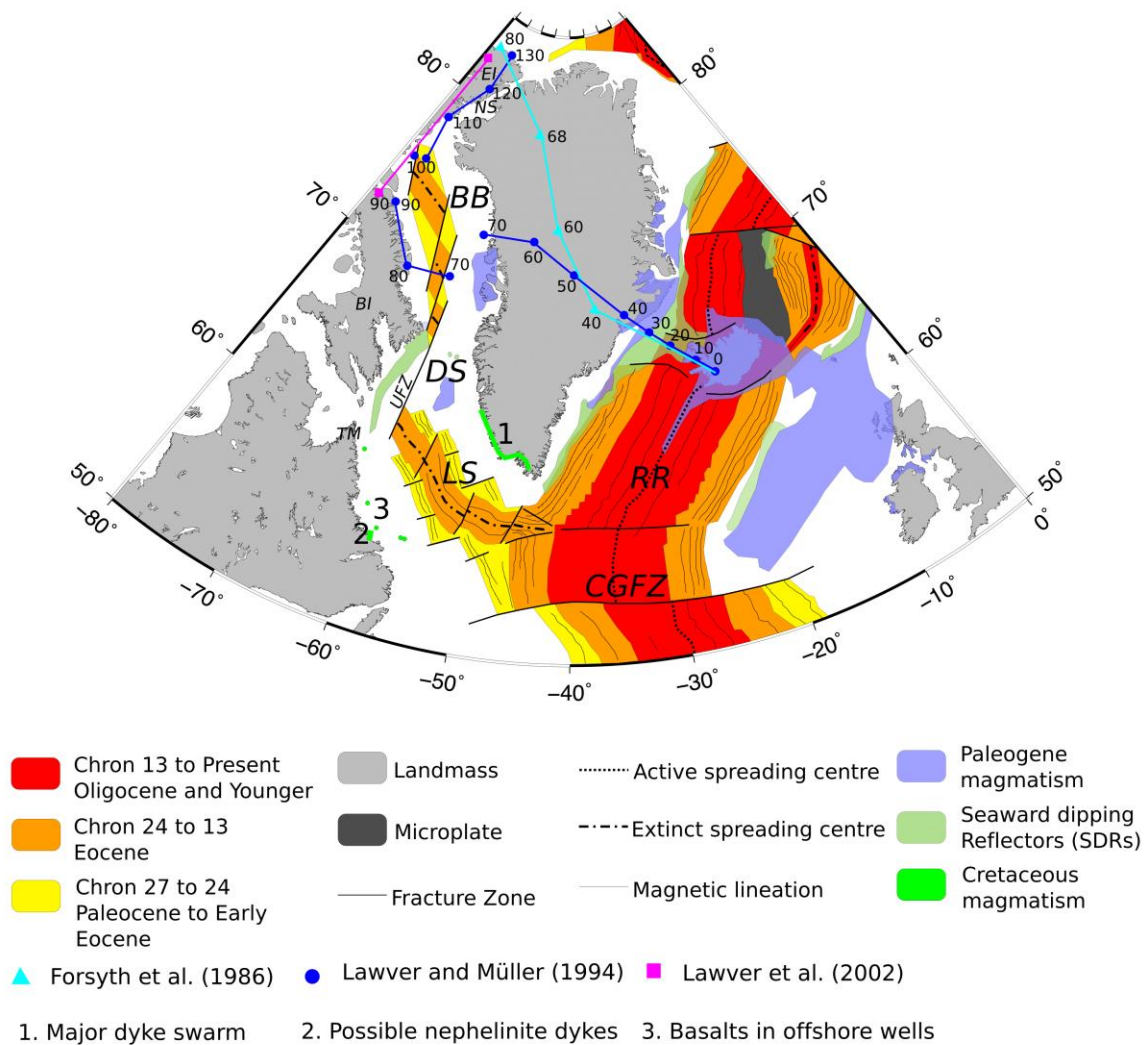 80
130
80°
80°
EI
120
NS
110
68
100
70°
70°
BB
90
90
70
60
60
70
80
50
BI
40
40
30
20
10
0
60°
60°
DS
UFZ
1
TM
LS
RR
50°
50°
-80°
0°
3
2
CGFZ
-70°
-10°
-60°
-20°
-50°
-30°
-40°
Chron 13 to Present
Oligocene and Younger
Landmass
Active spreading centre
Paleogene
magmatism
Chron 24 to 13
Eocene
Microplate
Extinct spreading centre
Seaward dipping
Reflectors (SDRs)
Chron 27 to 24
Paleocene to Early
Eocene
Fracture Zone
Magnetic lineation
Cretaceous
magmatism
Forsyth et al. (1986)
Lawver and Müller (1994)
Lawver et al. (2002)
1. Major dyke swarm
2. Possible nephelinite dykes
3. Basalts in offshore wells